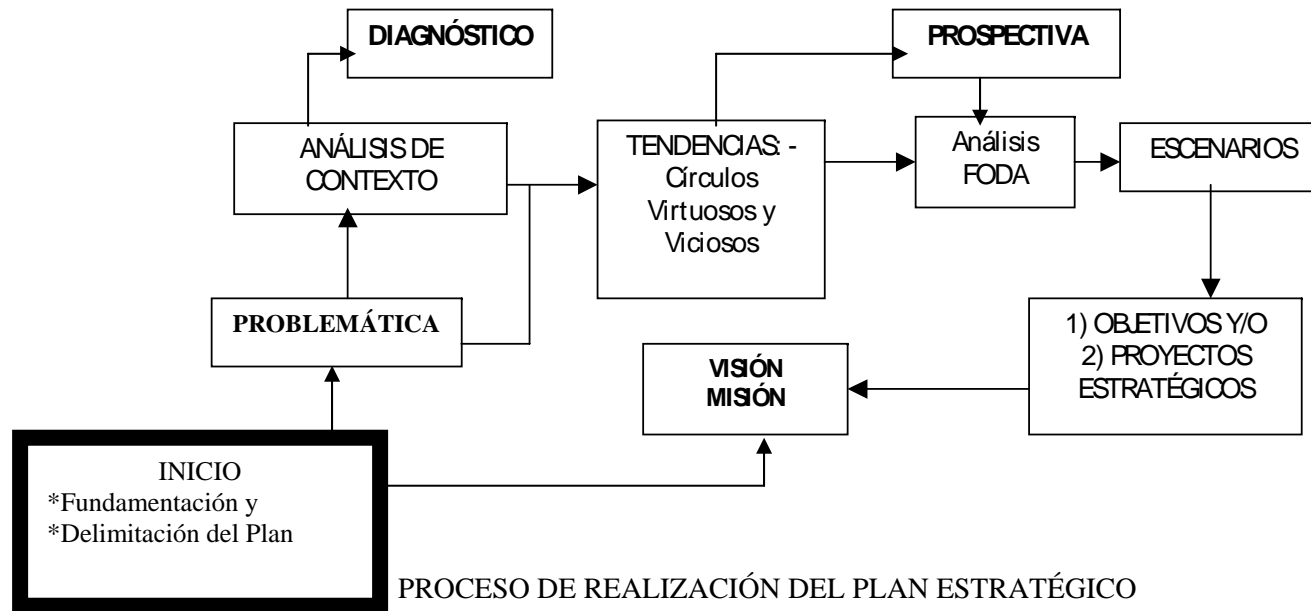 DIAGNÓSTICO
PROSPECTIVA
ANÁLISIS DE
CONTEXTO
TENDENCIAS: -
Círculos
Virtuosos y
Viciosos
Análisis
FODA
ESCENARIOS
PROBLEMÁTICA
VISIÓN
MISIÓN
1) OBJETIVOS Y/O
2) PROYECTOS
ESTRATÉGICOS
INICIO
*Fundamentación y
*Delimitación del Plan
PROCESO DE REALIZACIÓN DEL PLAN ESTRATÉGICO